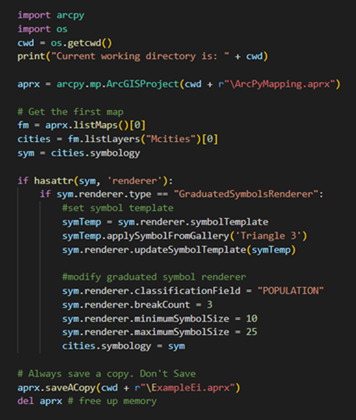 import arcpy
import os
cwd = os.getcwd()
print("Current working directory is: " + cwd)
aprx = arcpy.mp.ArcGISProject(cwd + r"\ArcPyMapping.aprx")
# Get the first map
fm = aprx.listMaps()[0]
cities = fm.listLayers("Mcities")[0]
sym = cities.symbology
if hasattr(sym, 'renderer'):
if sym.renderer.type == "GraduatedSymbolsRenderer":
#set symbol template
symTemp = sym.renderer.symbolTemplate
symTemp.applySymbolFromGallery('Triangle 3')
sym.renderer.updateSymbolTemplate(symTemp)
#modify graduated symbol renderer
sym.renderer.classificationField = "POPULATION"
sym.renderer.breakCount = 3
sym.renderer.minimumSymbolSize = 10
sym.renderer.maximumSymbolSize = 25
cities.symbology = sym
# Always save a copy. Don't Save
aprx.saveACopy(cwd + r"\ExampleEi.aprx")
del aprx # free up memory